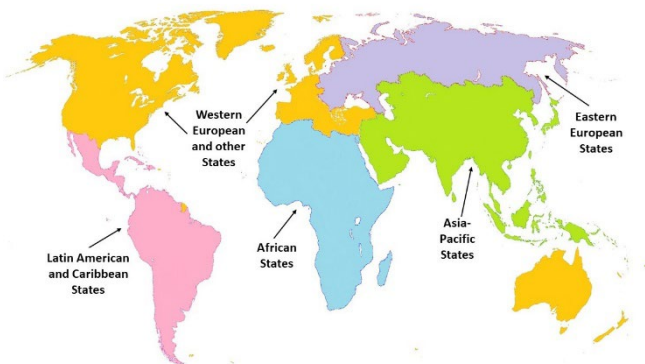 Western
European
and other
States
Eastern
European
States
Latin American
and Caribbean
States
African
States
Asia-
Pacific
States